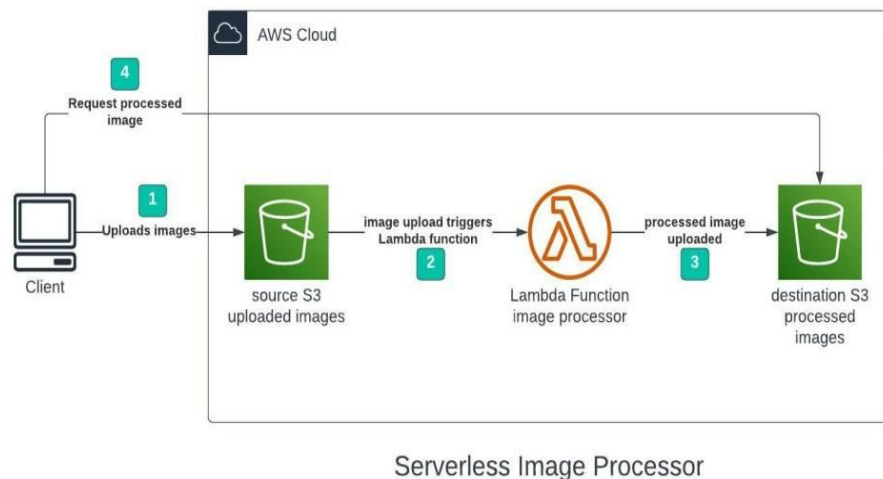 AWS Cloud
4
Request processed
image
1
Uploads images
image upload triggers
Lambda function
2
processed image
uploaded
3
Client
source S3
uploaded images
Lambda Function
image processor
destination S3
processed
images
Serverless Image Processor